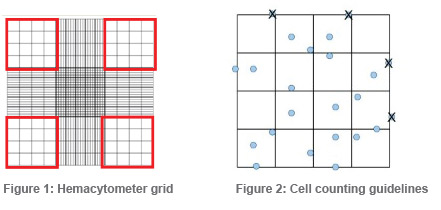 Figure 1: Hemacytometer grid
Figure 2: Cell counting guidelines